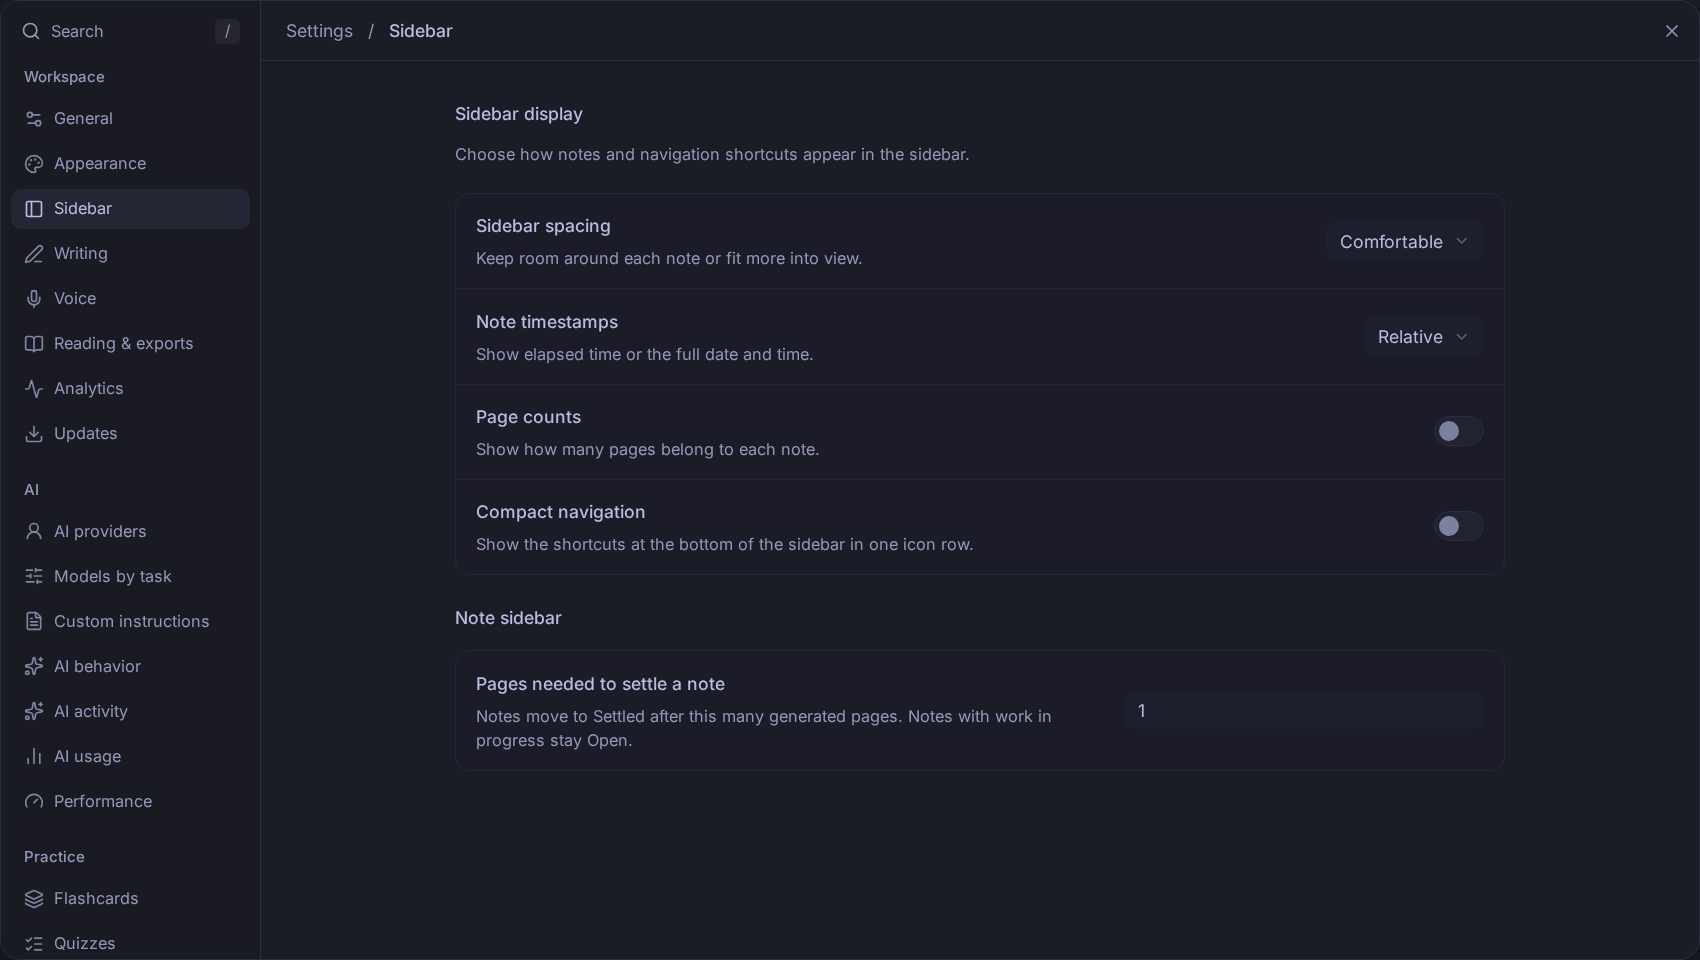 Search
/
Workspace
General
Appearance
Sidebar
Writing
Voice
Reading & exports
Analytics
Updates
AI
AI providers
Models by task
Custom instructions
AI behavior
AI activity
AI usage
Performance
Practice
Flashcards
Quizzes
Settings / Sidebar
Sidebar display
Choose how notes and navigation shortcuts appear in the sidebar.
Sidebar spacing
Keep room around each note or fit more into view.
Comfortable
Note timestamps
Show elapsed time or the full date and time.
Relative
Page counts
Show how many pages belong to each note.
Compact navigation
Show the shortcuts at the bottom of the sidebar in one icon row.
Note sidebar
Pages needed to settle a note
Notes move to Settled after this many generated pages. Notes with work in
progress stay Open.
1